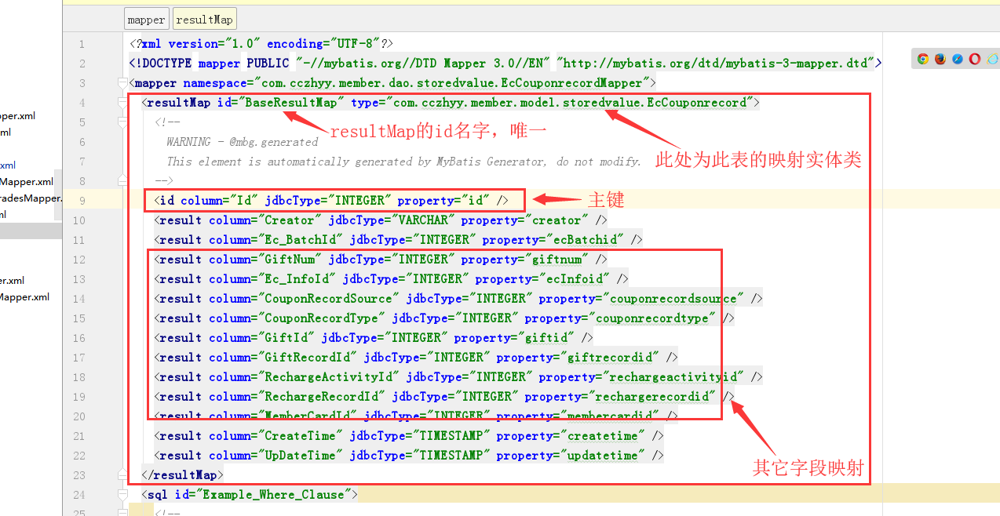 mapper resultMap
1 <?xml version="1.0" encoding="UTF-8"?>
2 <!DOCTYPE mapper PUBLIC "-//mybatis.org//DTD Mapper 3.0//EN" "http://mybatis.org/dtd/mybatis-3-mapper.dtd">
3 <mapper namespace="com.cczhyy.member.dao.storedvalue.EcCouponrecordMapper">
4 <resultMap id="BaseResultMap" type="com.cczhyy.member.model.storedvalue.EcCouponrecord">
pper.xml
5 <!--
ml
resultMap的id名字，唯一
6 WARNING - @mbg.generated
xml
7 This element is automatically generated by MyBatis Generator, do not modify.
此处为此表的映射实体类
Mapper.xml
8 -->
radesMapper.
9 <id column="Id" jdbcType="INTEGER" property="id" />
主键
ml
10 <result column="Creator" jdbcType="VARCHAR" property="creator" />
11 <result column="Ec_BatchId" jdbcType="INTEGER" property="ecBatchid" />
12 <result column="GiftNum" jdbcType="INTEGER" property="giftnum" />
er.xml
13 <result column="Ec_InfoId" jdbcType="INTEGER" property="ecInfoid" />
Mapper.xml
14 <result column="CouponRecordSource" jdbcType="INTEGER" property="couponrecordsource" />
15 <result column="CouponRecordType" jdbcType="INTEGER" property="couponrecordtype" />
16 <result column="GiftId" jdbcType="INTEGER" property="giftid" />
17 <result column="GiftRecordId" jdbcType="INTEGER" property="giftrecordid" />
18 <result column="RechargeActivityId" jdbcType="INTEGER" property="rechargeactivityid" />
19 <result column="RechargeRecordId" jdbcType="INTEGER" property="rechargerecordid" />
20 <result column="MemberCardId" jdbcType="INTEGER" property="membercardid" />
21 <result column="CreateTime" jdbcType="TIMESTAMP" property="createtime" />
22 <result column="UpDateTime" jdbcType="TIMESTAMP" property="updatetime" />
其它字段映射
23 </resultMap>
24 <sql id="Example_Where_Clause">
25 <!--